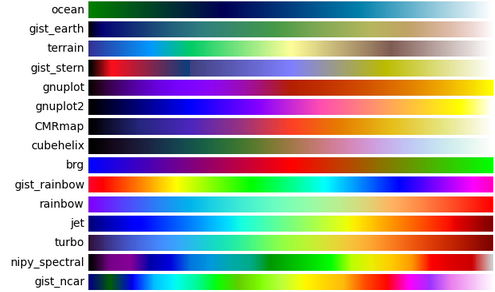 ocean
gist_earth
terrain
gist_stern
gnuplot
gnuplot2
CMRmap
cubehelix
brg
gist_rainbow
rainbow
jet
turbo
nipy_spectral
gist_ncar